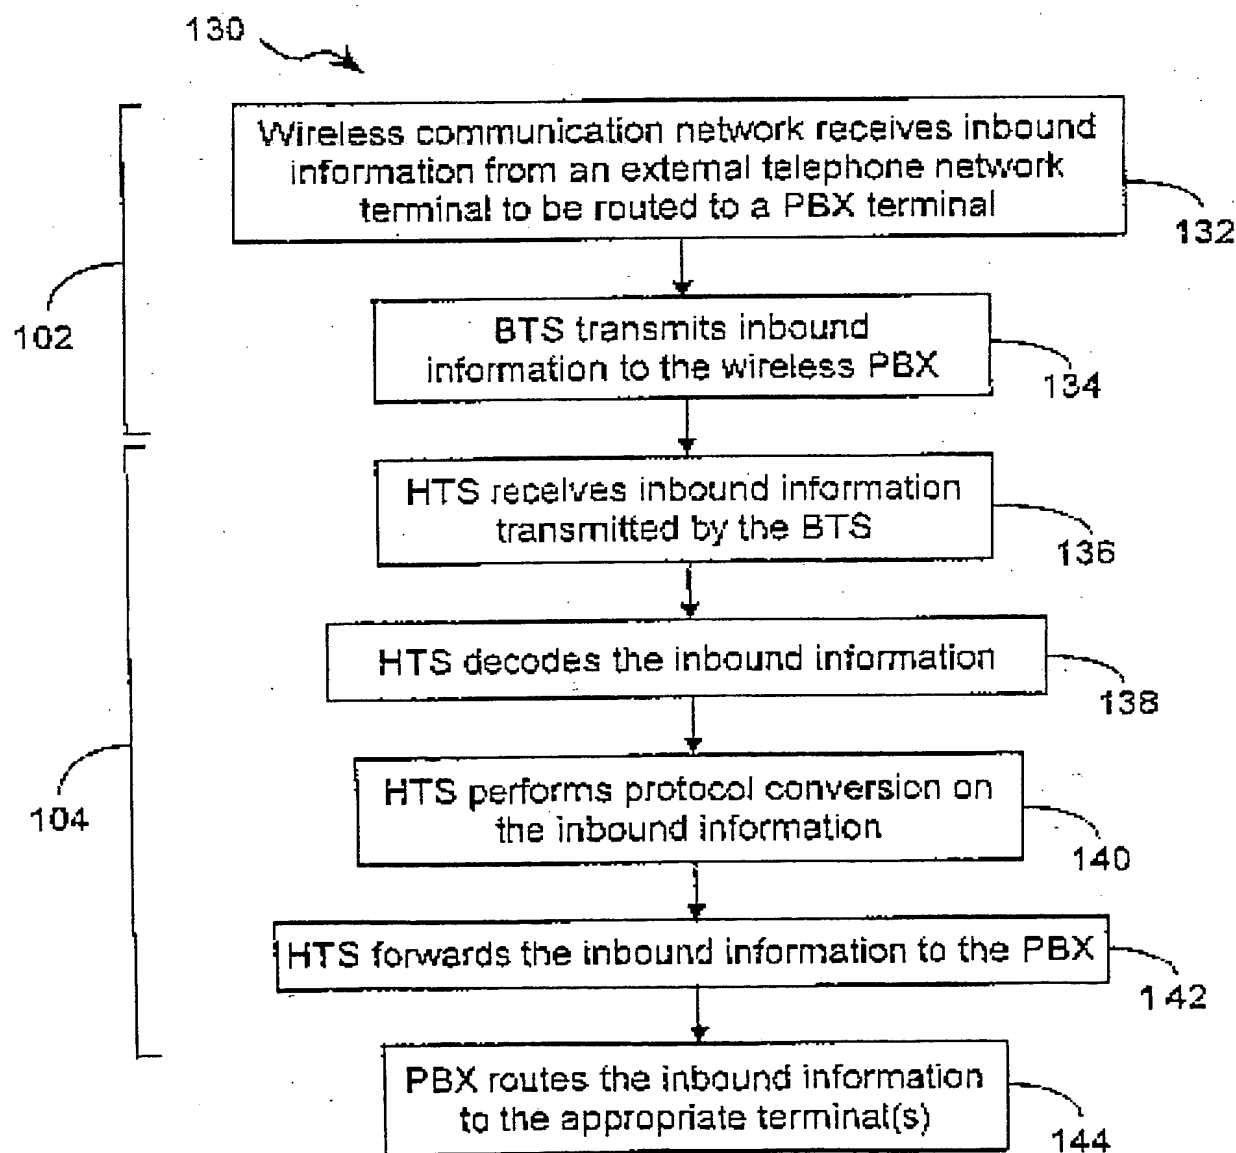 130
Wireless communication network receives inbound
information from an external telephone network
terminal to be routed to a PBX terminal
132
102
BTS transmits inbound
information to the wireless PBX
134
HTS receives inbound information
transmitted by the BTS
136
HTS decodes the inbound information
138
104
HTS performs protocol conversion on
the inbound information
140
HTS forwards the inbound information to the PBX
142
PBX routes the inbound information
to the appropriate terminal(s)
144